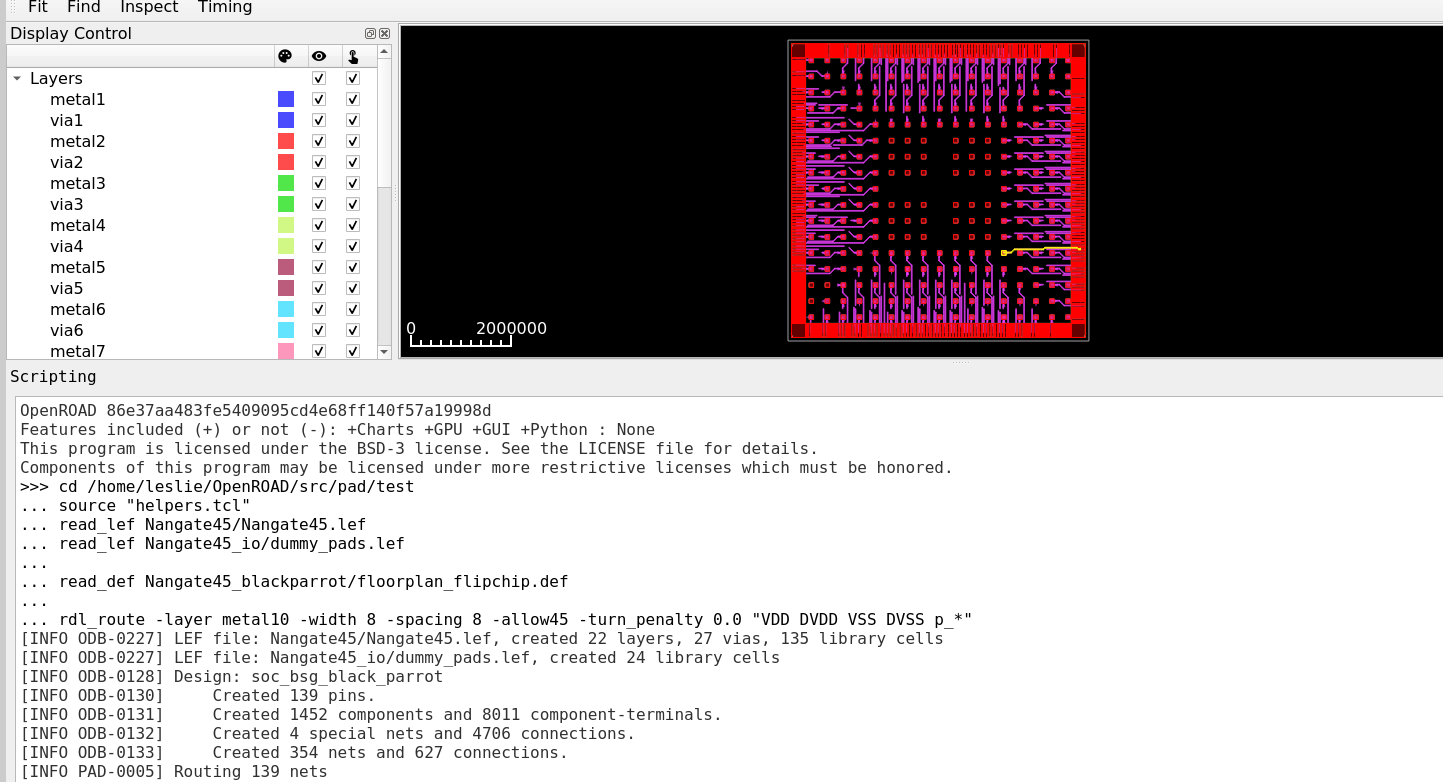 Fit Find Inspect Timing
Display Control
Layers
metal1
via1
metal2
via2
metal3
via3
metal4
via4
metal5
via5
metal6
via6
metal7
0 2000000
Scripting
OpenROAD 86e37aa483fe5409095cd4e68ff140f57a19998d
Features included (+) or not (-): +Charts +GPU +GUI +Python : None
This program is licensed under the BSD-3 license. See the LICENSE file for details.
Components of this program may be licensed under more restrictive licenses which must be honored.
>>> cd /home/leslie/OpenROAD/src/pad/test
... source "helpers.tcl"
... read_lef Nangate45/Nangate45.lef
... read_lef Nangate45_io/dummy_pads.lef
...
... read_def Nangate45_blackparrot/floorplan_flipchip.def
...
... rdl_route -layer metal10 -width 8 -spacing 8 -allow45 -turn_penalty 0.0 "VDD DVDD VSS DVSS p_*"
[INFO ODB-0227] LEF file: Nangate45/Nangate45.lef, created 22 layers, 27 vias, 135 library cells
[INFO ODB-0227] LEF file: Nangate45_io/dummy_pads.lef, created 24 library cells
[INFO ODB-0128] Design: soc_bsg_black_parrot
[INFO ODB-0130]     Created 139 pins.
[INFO ODB-0131]     Created 1452 components and 8011 component-terminals.
[INFO ODB-0132]     Created 4 special nets and 4706 connections.
[INFO ODB-0133]     Created 354 nets and 627 connections.
[INFO PAD-0005] Routing 139 nets